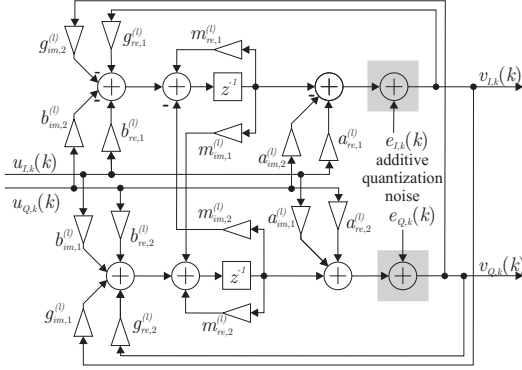 g_{im,2}^{(l)} g_{re,1}^{(l)} m_{re,1}^{(l)}
- - z^{-1} - v_{I,k}(k)
b_{im,2}^{(l)} b_{re,1}^{(l)} - m_{im,1}^{(l)} a_{im,2}^{(l)} a_{re,1}^{(l)} e_{I,k}(k)
u_{I,k}(k) additive
quantization
u_{Q,k}(k) noise
b_{im,1}^{(l)} b_{re,2}^{(l)} m_{im,2}^{(l)} a_{im,1}^{(l)} a_{re,2}^{(l)} e_{Q,k}(k)
z^{-1} v_{Q,k}(k)
g_{im,1}^{(l)} g_{re,2}^{(l)} m_{re,2}^{(l)}